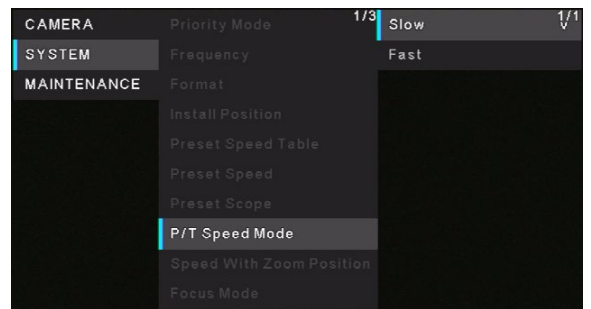 CAMERA
SYSTEM
MAINTENANCE
1/3
Priority Mode
Frequency
Format
Install Position
Preset Speed Table
Preset Speed
Preset Scope
P/T Speed Mode
Speed With Zoom Position
Focus Mode
1/1
Slow
Fast